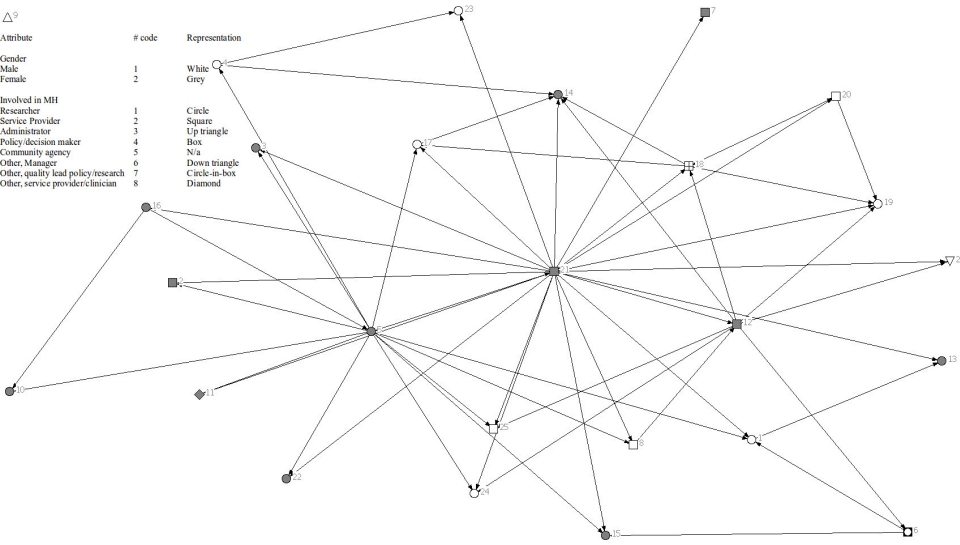 9
23
7
Attribute # code Representation
4
Gender
Male 1 White
Female 2 Grey
14
20
Involved in MH
Researcher 1 Circle
Service Provider 2 Square
Administrator 3 Up triangle
Policy/decision maker 4 Box
Community agency 5 N/a
Other, Manager 6 Down triangle
Other, quality lead policy/research 7 Circle-in-box
Other, service provider/clinician 8 Diamond
17
18
19
16
21
2
12
5
13
10
11
25
8
1
22
24
15
6